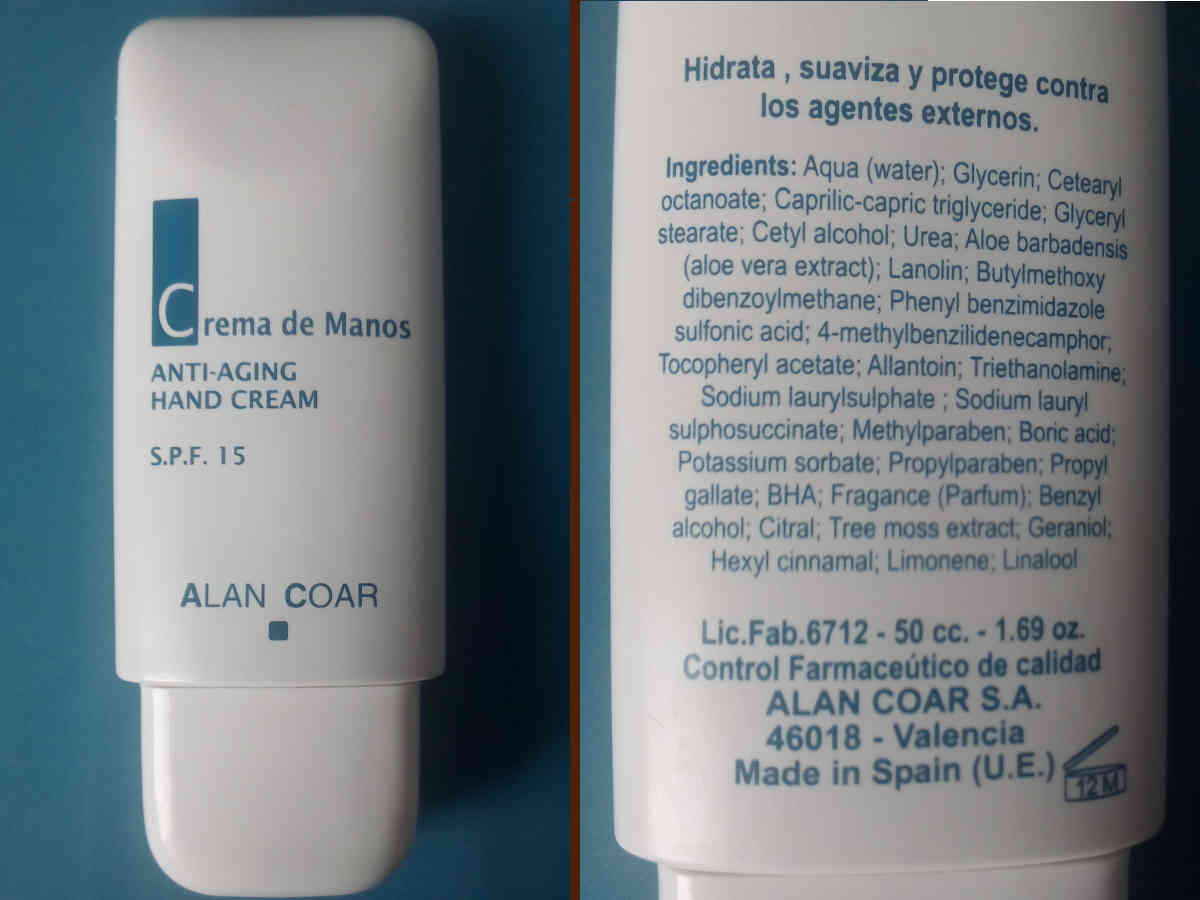 Crema de Manos
ANTI-AGING
HAND CREAM
S.P.F. 15
ALAN COAR
Hidrata , suaviza y protege contra
los agentes externos.
Ingredients: Aqua (water); Glycerin; Cetearyl
octanoate; Caprilic-capric triglyceride; Glyceryl
stearate; Cetyl alcohol; Urea; Aloe barbadensis
(aloe vera extract); Lanolin; Butylmethoxy
dibenzoylmethane; Phenyl benzimidazole
sulfonic acid; 4-methylbenzilidenecamphor;
Tocopheryl acetate; Allantoin; Triethanolamine;
Sodium laurylsulphate ; Sodium lauryl
sulphosuccinate; Methylparaben; Boric acid;
Potassium sorbate; Propylparaben; Propyl
gallate; BHA; Fragance (Parfum); Benzyl
alcohol; Citral; Tree moss extract; Geraniol;
Hexyl cinnamal; Limonene; Linalool
Lic.Fab.6712 - 50 cc. - 1.69 oz.
Control Farmaceútico de calidad
ALAN COAR S.A.
46018 - Valencia
Made in Spain (U.E.)
12 M